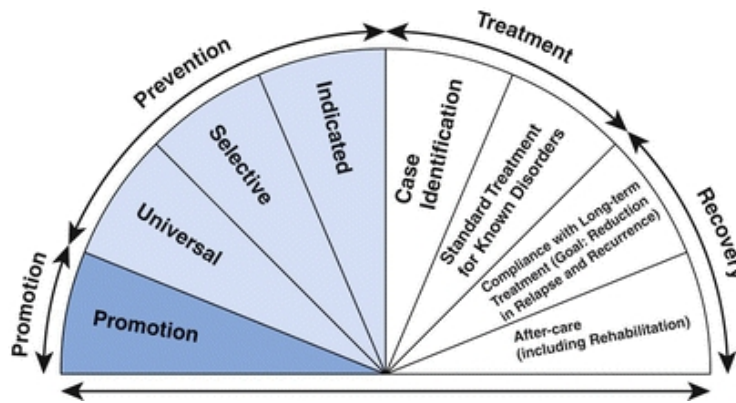 Promotion
Prevention
Treatment
Recovery
Promotion
Universal
Selective
Indicated
Case
Identification
Standard Treatment
for Known Disorders
Compliance with Long-term
Treatment (Goal: Reduction
in Relapse and Recurrence)
After-care
(including Rehabilitation)